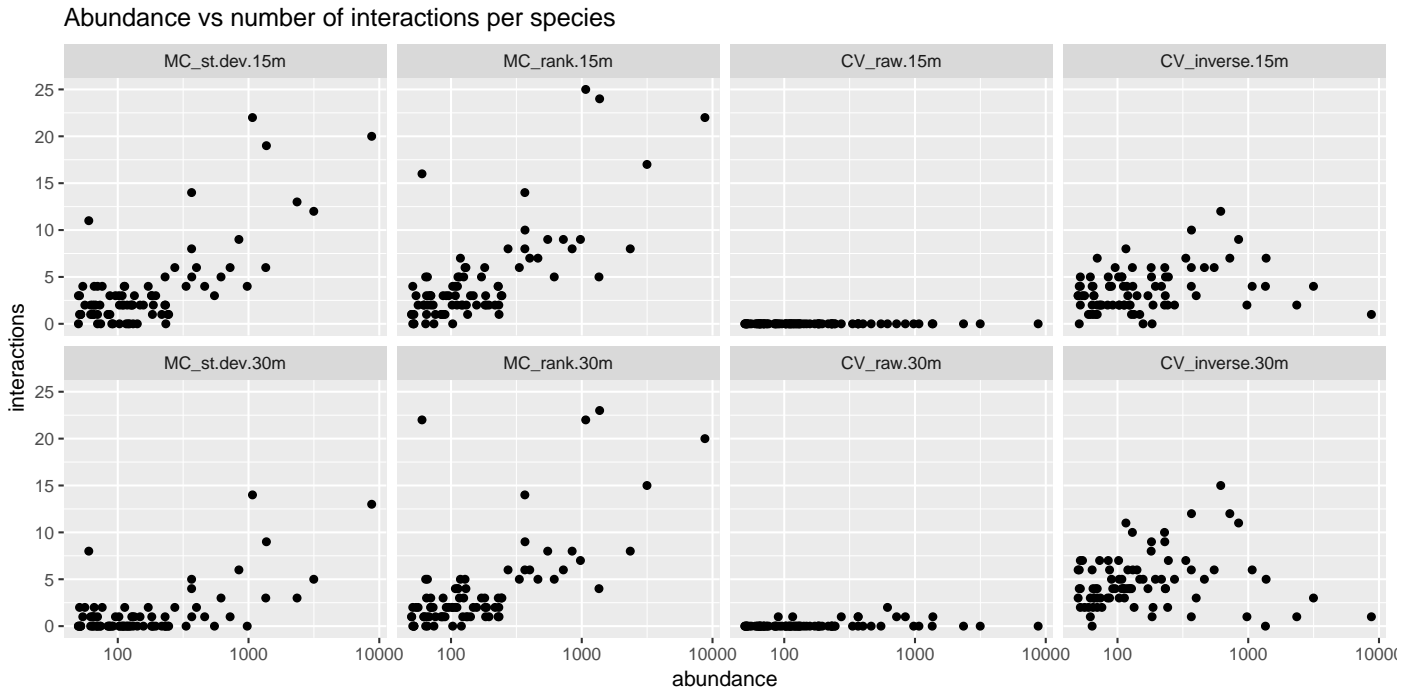 Abundance vs number of interactions per species
MC_st.dev.15m MC_rank.15m CV_raw.15m CV_inverse.15m
25
20
15
10
5
0
MC_st.dev.30m MC_rank.30m CV_raw.30m CV_inverse.30m
25
20
15
10
5
0
interactions
100 1000 10000 100 1000 10000 100 1000 10000 100 1000 10000
abundance